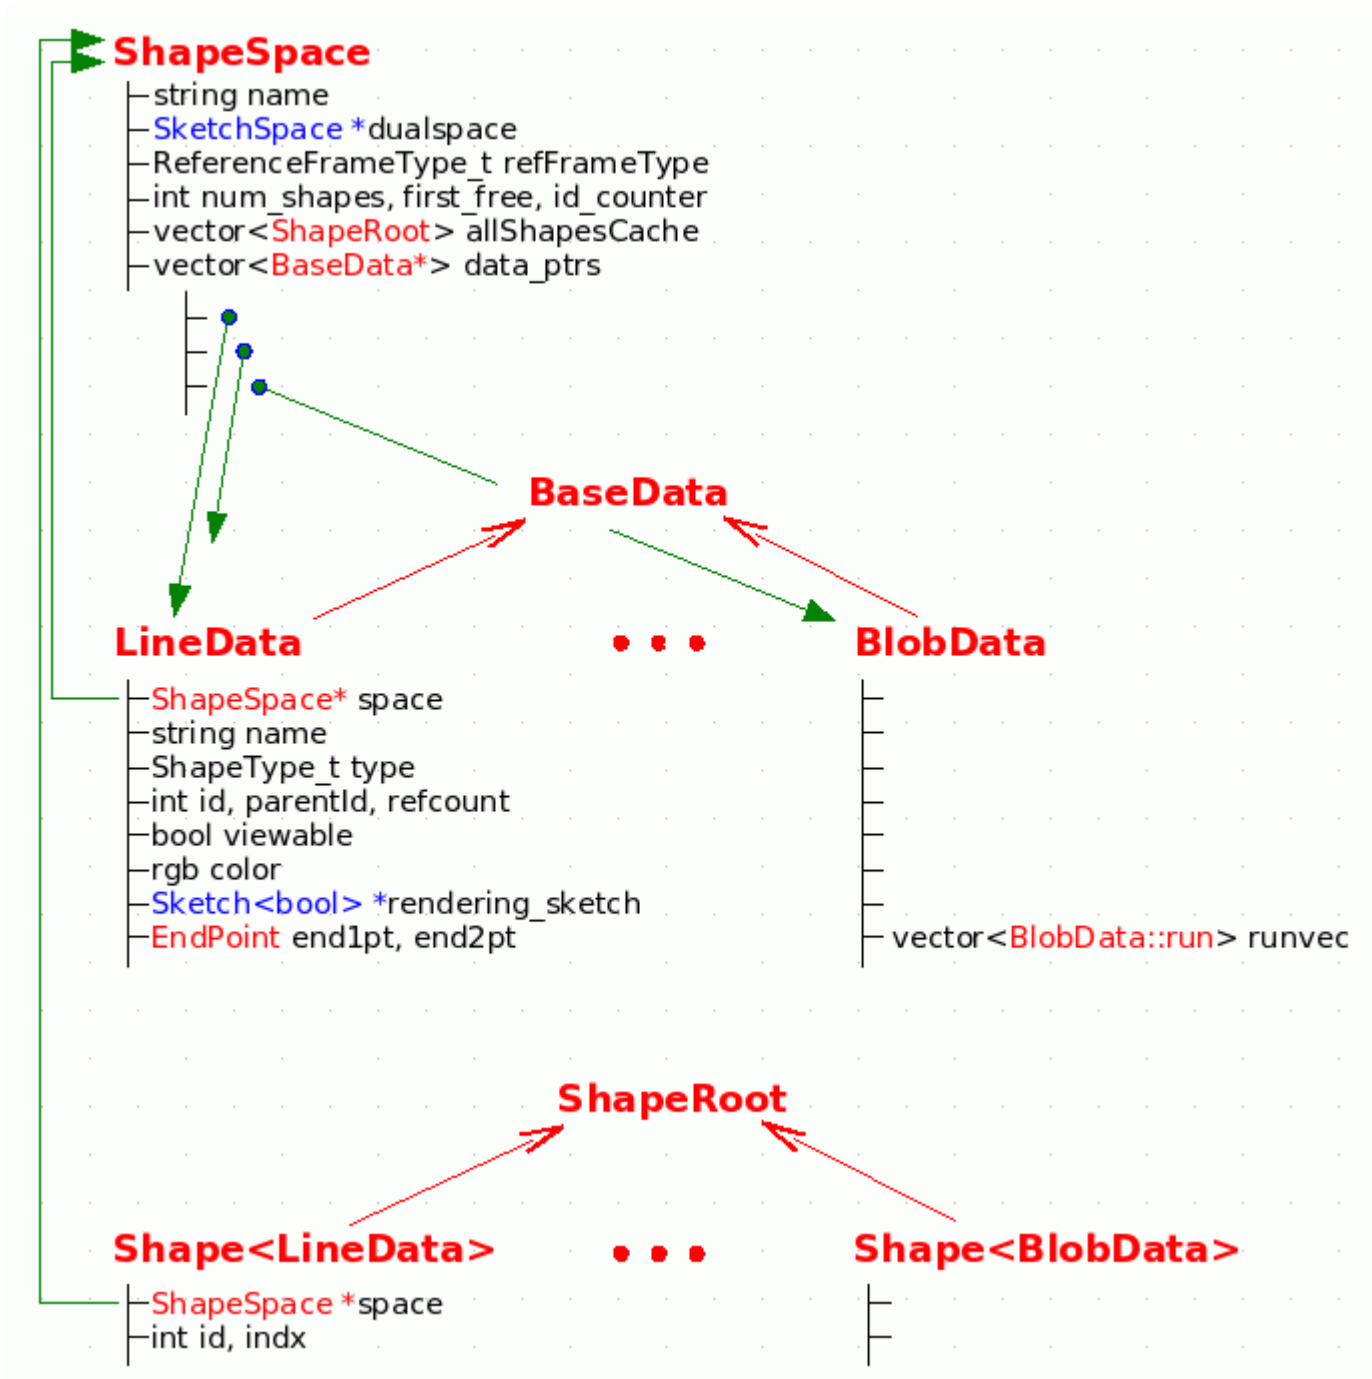 ShapeSpace
string name
SketchSpace *dualspace
ReferenceFrameType_t refFrameType
int num_shapes, first_free, id_counter
vector<ShapeRoot> allShapesCache
vector<BaseData*> data_ptrs
BaseData
LineData
BlobData
ShapeSpace* space
string name
ShapeType_t type
int id, parentId, refcount
bool viewable
rgb color
Sketch<bool> *rendering_sketch
EndPoint end1pt, end2pt
vector<BlobData::run> runvec
ShapeRoot
Shape<LineData>
Shape<BlobData>
ShapeSpace *space
int id, indx